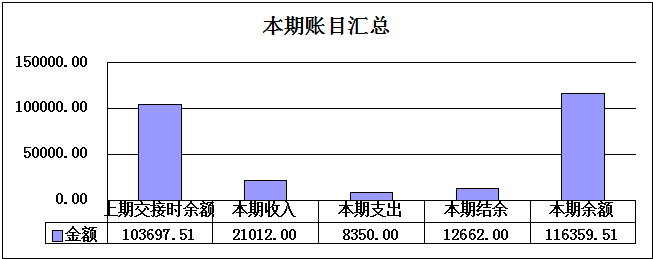 本期账目汇总
150000.00
100000.00
50000.00
0.00
上期交接时余额 本期收入 本期支出 本期结余 本期余额
金额 103697.51 21012.00 8350.00 12662.00 116359.51